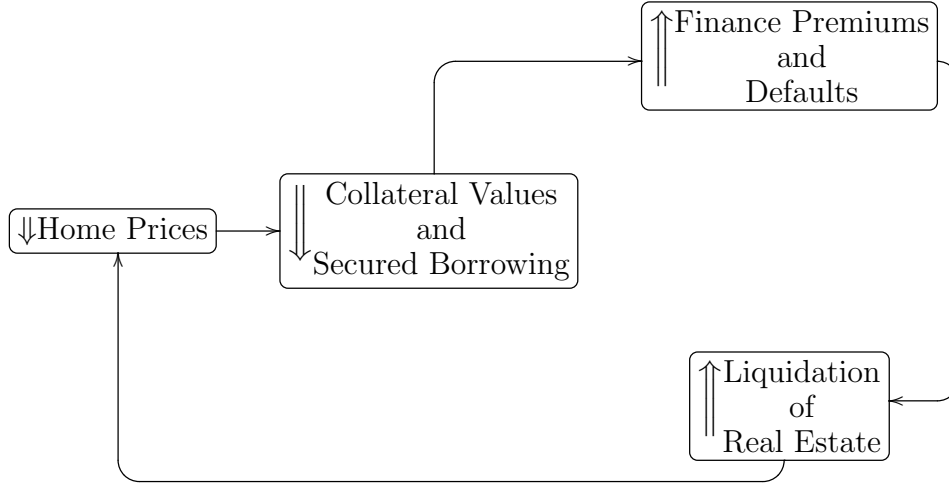 ⇑Finance Premiums
and
Defaults
⇓Collateral Values
and
Secured Borrowing
⇓Home Prices
⇑Liquidation
of
Real Estate